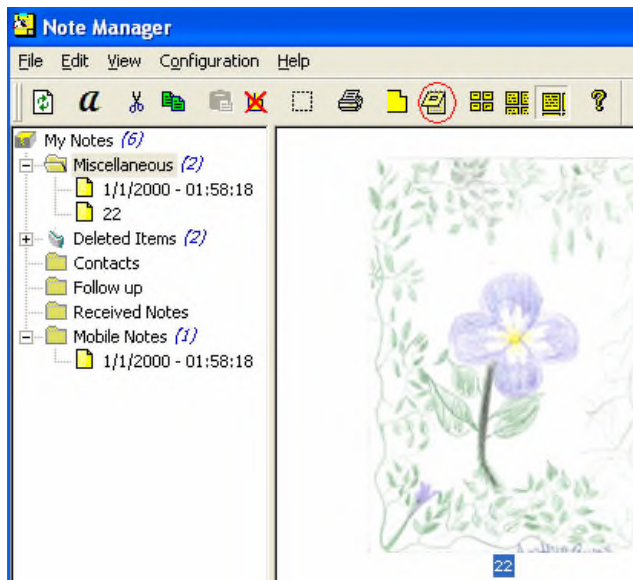 Note Manager
File Edit View Configuration Help
a ?
My Notes (6)
Miscellaneous (2)
1/1/2000 - 01:58:18
22
Deleted Items (2)
Contacts
Follow up
Received Notes
Mobile Notes (1)
1/1/2000 - 01:58:18
22